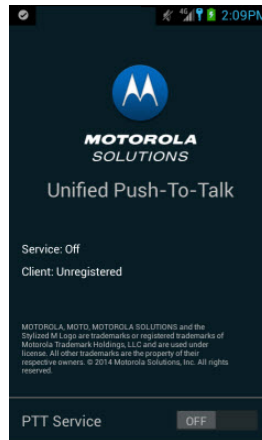 4G 2:09PM
MOTOROLA
SOLUTIONS
Unified Push-To-Talk
Service: Off
Client: Unregistered
MOTOROLA, MOTO, MOTOROLA SOLUTIONS and the
Stylized M Logo are trademarks or registered trademarks of
Motorola Trademark Holdings, LLC and are used under
license. All other trademarks are the property of their
respective owners. © 2014 Motorola Solutions, Inc. All rights
reserved.
PTT Service OFF